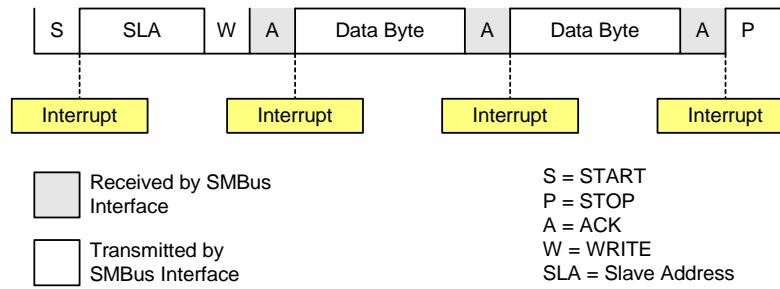 S SLA W A Data Byte A Data Byte A P
Interrupt Interrupt Interrupt Interrupt
Received by SMBus
Interface
Transmitted by
SMBus Interface
S = START
P = STOP
A = ACK
W = WRITE
SLA = Slave Address